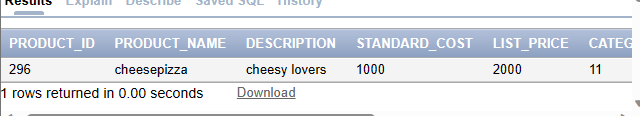 Results Explain Describe Saved SQL History
PRODUCT_ID PRODUCT_NAME DESCRIPTION STANDARD_COST LIST_PRICE CATEG
296 cheesepizza cheesy lovers 1000 2000 11
1 rows returned in 0.00 seconds Download